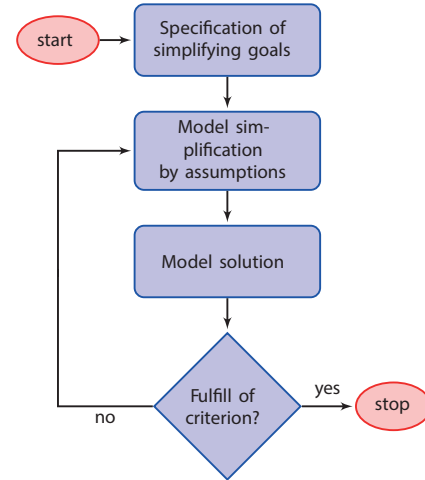 start
Specification of
simplifying goals
Model sim-
plification
by assumptions
Model solution
Fulfill of
criterion?
yes
no
stop